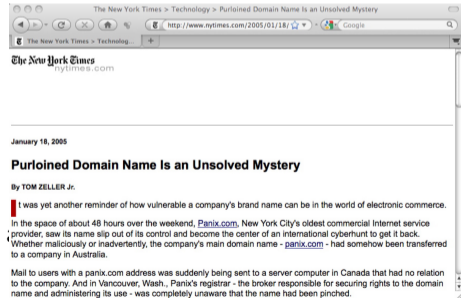 The New York Times > Technology > Purloined Domain Name Is an Unsolved Mystery
http://www.nytimes.com/2005/01/18/
Google
The New York Times > Technolog...
The New York Times
nytimes.com
January 18, 2005
Purloined Domain Name Is an Unsolved Mystery
By TOM ZELLER Jr.
It was yet another reminder of how vulnerable a company's brand name can be in the world of electronic commerce.
In the space of about 48 hours over the weekend, Panix.com, New York City's oldest commercial Internet service
provider, saw its name slip out of its control and become the center of an international cyberhunt to get it back.
Whether maliciously or inadvertently, the company's main domain name - panix.com - had somehow been transferred
to a company in Australia.
Mail to users with a panix.com address was suddenly being sent to a server computer in Canada that had no relation
to the company. And in Vancouver, Wash., Panix's registrar - the broker responsible for securing rights to the domain
name and administering its use - was completely unaware that the name had been pinched.